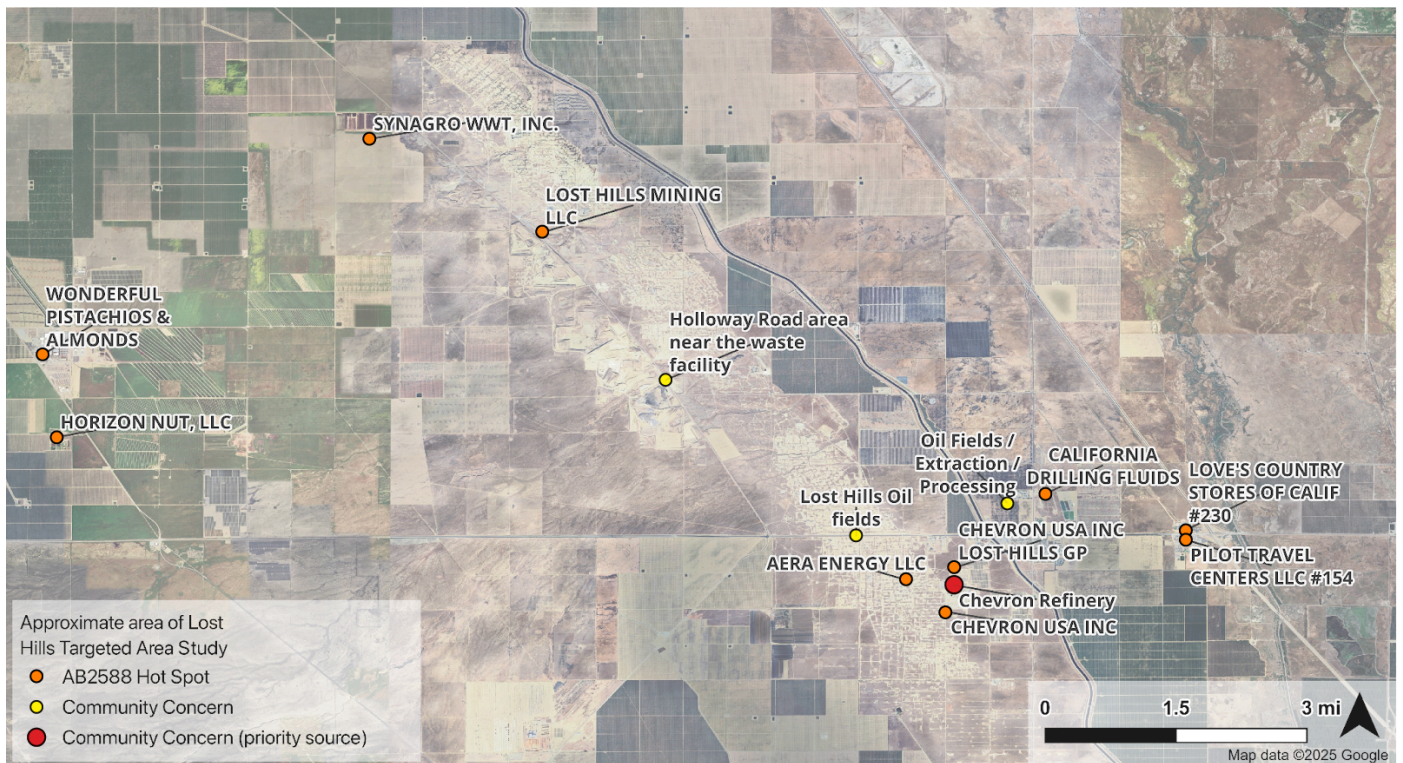 SYNAGRO WWT, INC.
LOST HILLS MINING
LLC
WONDERFUL
PISTACHIOS &
ALMONDS
Holloway Road area
near the waste
facility
HORIZON NUT, LLC
Oil Fields /
Extraction /
Processing
CALIFORNIA
DRILLING FLUIDS
LOVE'S COUNTRY
STORES OF CALIF
#230
Lost Hills Oil
fields
CHEVRON USA INC
LOST HILLS GP
PILOT TRAVEL
CENTERS LLC #154
AERA ENERGY LLC
Chevron Refinery
CHEVRON USA INC
Approximate area of Lost
Hills Targeted Area Study
AB2588 Hot Spot
Community Concern
Community Concern (priority source)
0 1.5 3 mi
Map data ©2025 Google